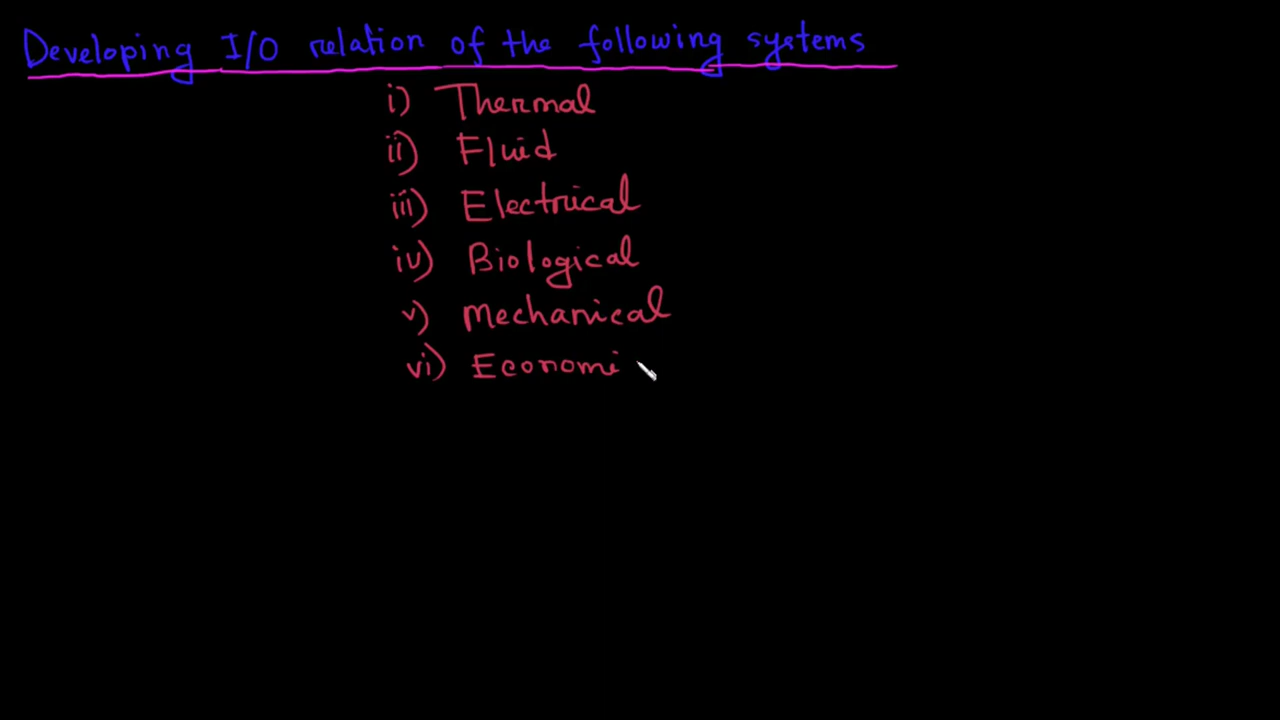 Developing I/O relation of the following systems
i) Thermal
ii) Fluid
iii) Electrical
iv) Biological
v) Mechanical
vi) Economi